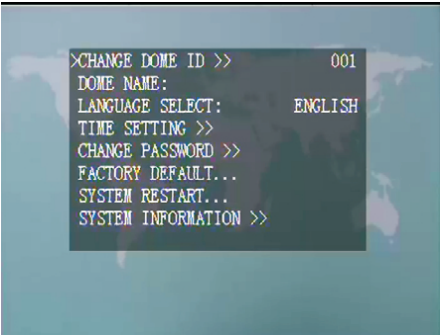 >CHANGE DOME ID >> 001
DOME NAME:
LANGUAGE SELECT: ENGLISH
TIME SETTING >>
CHANGE PASSWORD >>
FACTORY DEFAULT...
SYSTEM RESTART...
SYSTEM INFORMATION >>